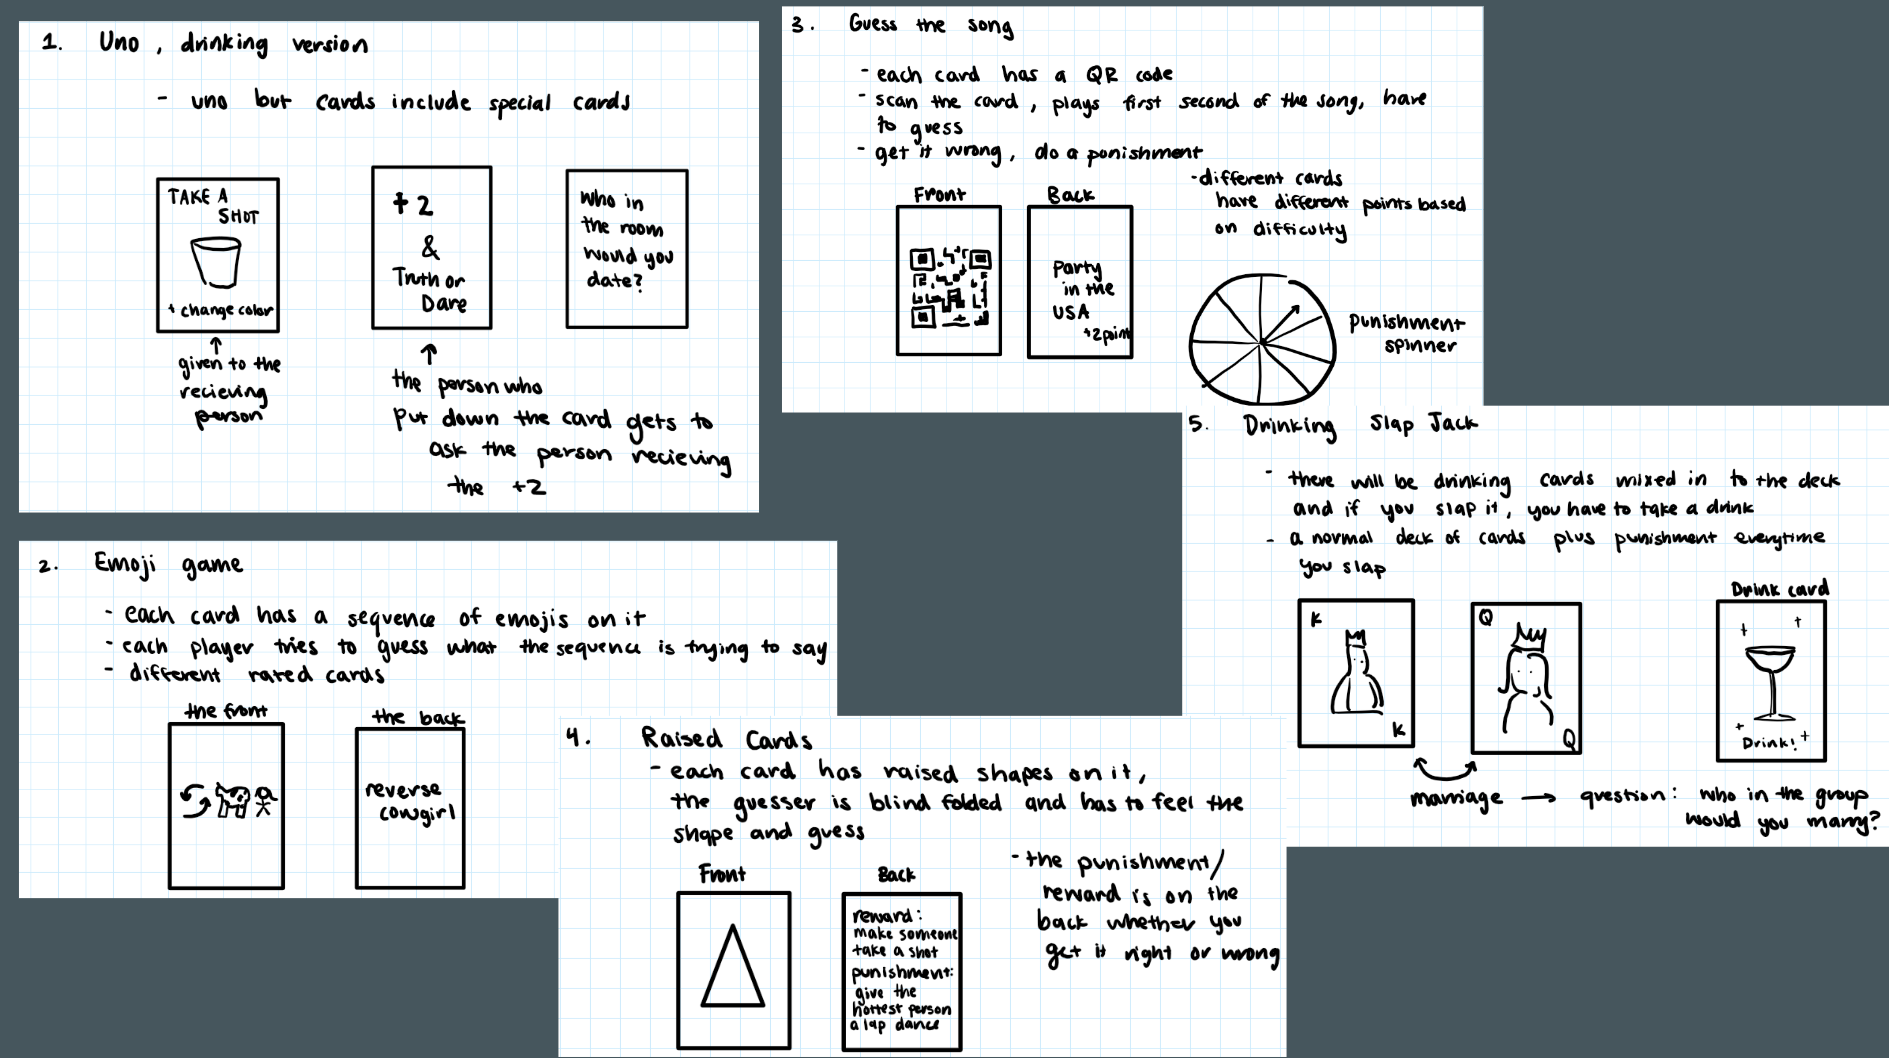 1. Uno, drinking version
- uno but cards include special cards
TAKE A
SHOT
+ change color
given to the
recieving
person
+2
&
Truth or
Dare
the person who
put down the card gets to
ask the person recieving
the +2
who in
the room
would you
date?
2. Emoji game
- each card has a sequence of emojis on it
- each player tries to guess what the sequence is trying to say
- different rated cards
the front
the back
reverse
cowgirl
3. Guess the song
- each card has a QR code
- scan the card, plays first second of the song, have
to guess
- get it wrong, do a punishment
- different cards
have different points based
on difficulty
Front
Back
party
in the
USA
+2point
punishment
spinner
4. Raised Cards
- each card has raised shapes on it,
the guesser is blind folded and has to feel the
shape and guess
Front
Back
reward:
make someone
take a shot
punishment:
give the
hottest person
a lap dance
- the punishment/
reward is on the
back whether you
get it right or wrong
5. Drinking Slap Jack
- there will be drinking cards mixed in to the deck
and if you slap it, you have to take a drink
- a normal deck of cards plus punishment everytime
you slap
K
K
Q
Q
Drink card
Drink!
marriage → question: who in the group
would you marry?